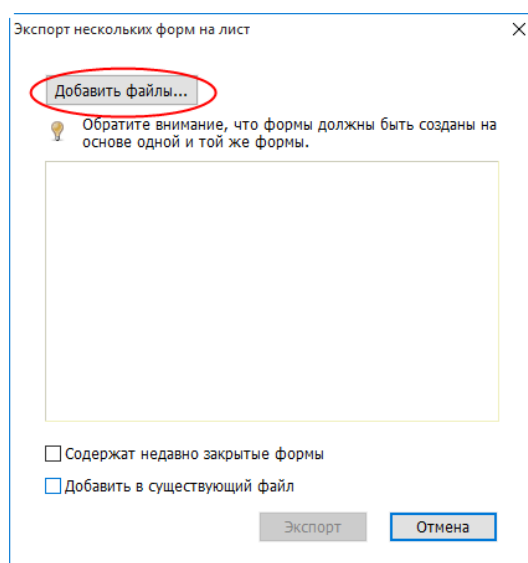 Экспорт нескольких форм на лист
Добавить файлы...
Обратите внимание, что формы должны быть созданы на
основе одной и той же формы.
Содержат недавно закрытые формы
Добавить в существующий файл
Экспорт
Отмена